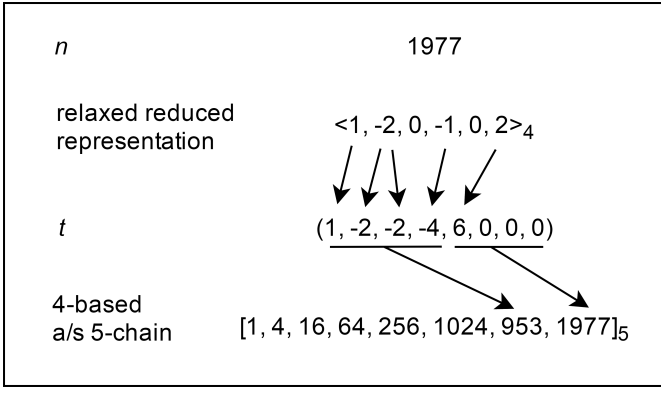 n 1977
relaxed reduced
representation
<1, -2, 0, -1, 0, 2>4
t (1, -2, -2, -4, 6, 0, 0, 0)
4-based
a/s 5-chain
[1, 4, 16, 64, 256, 1024, 953, 1977]5